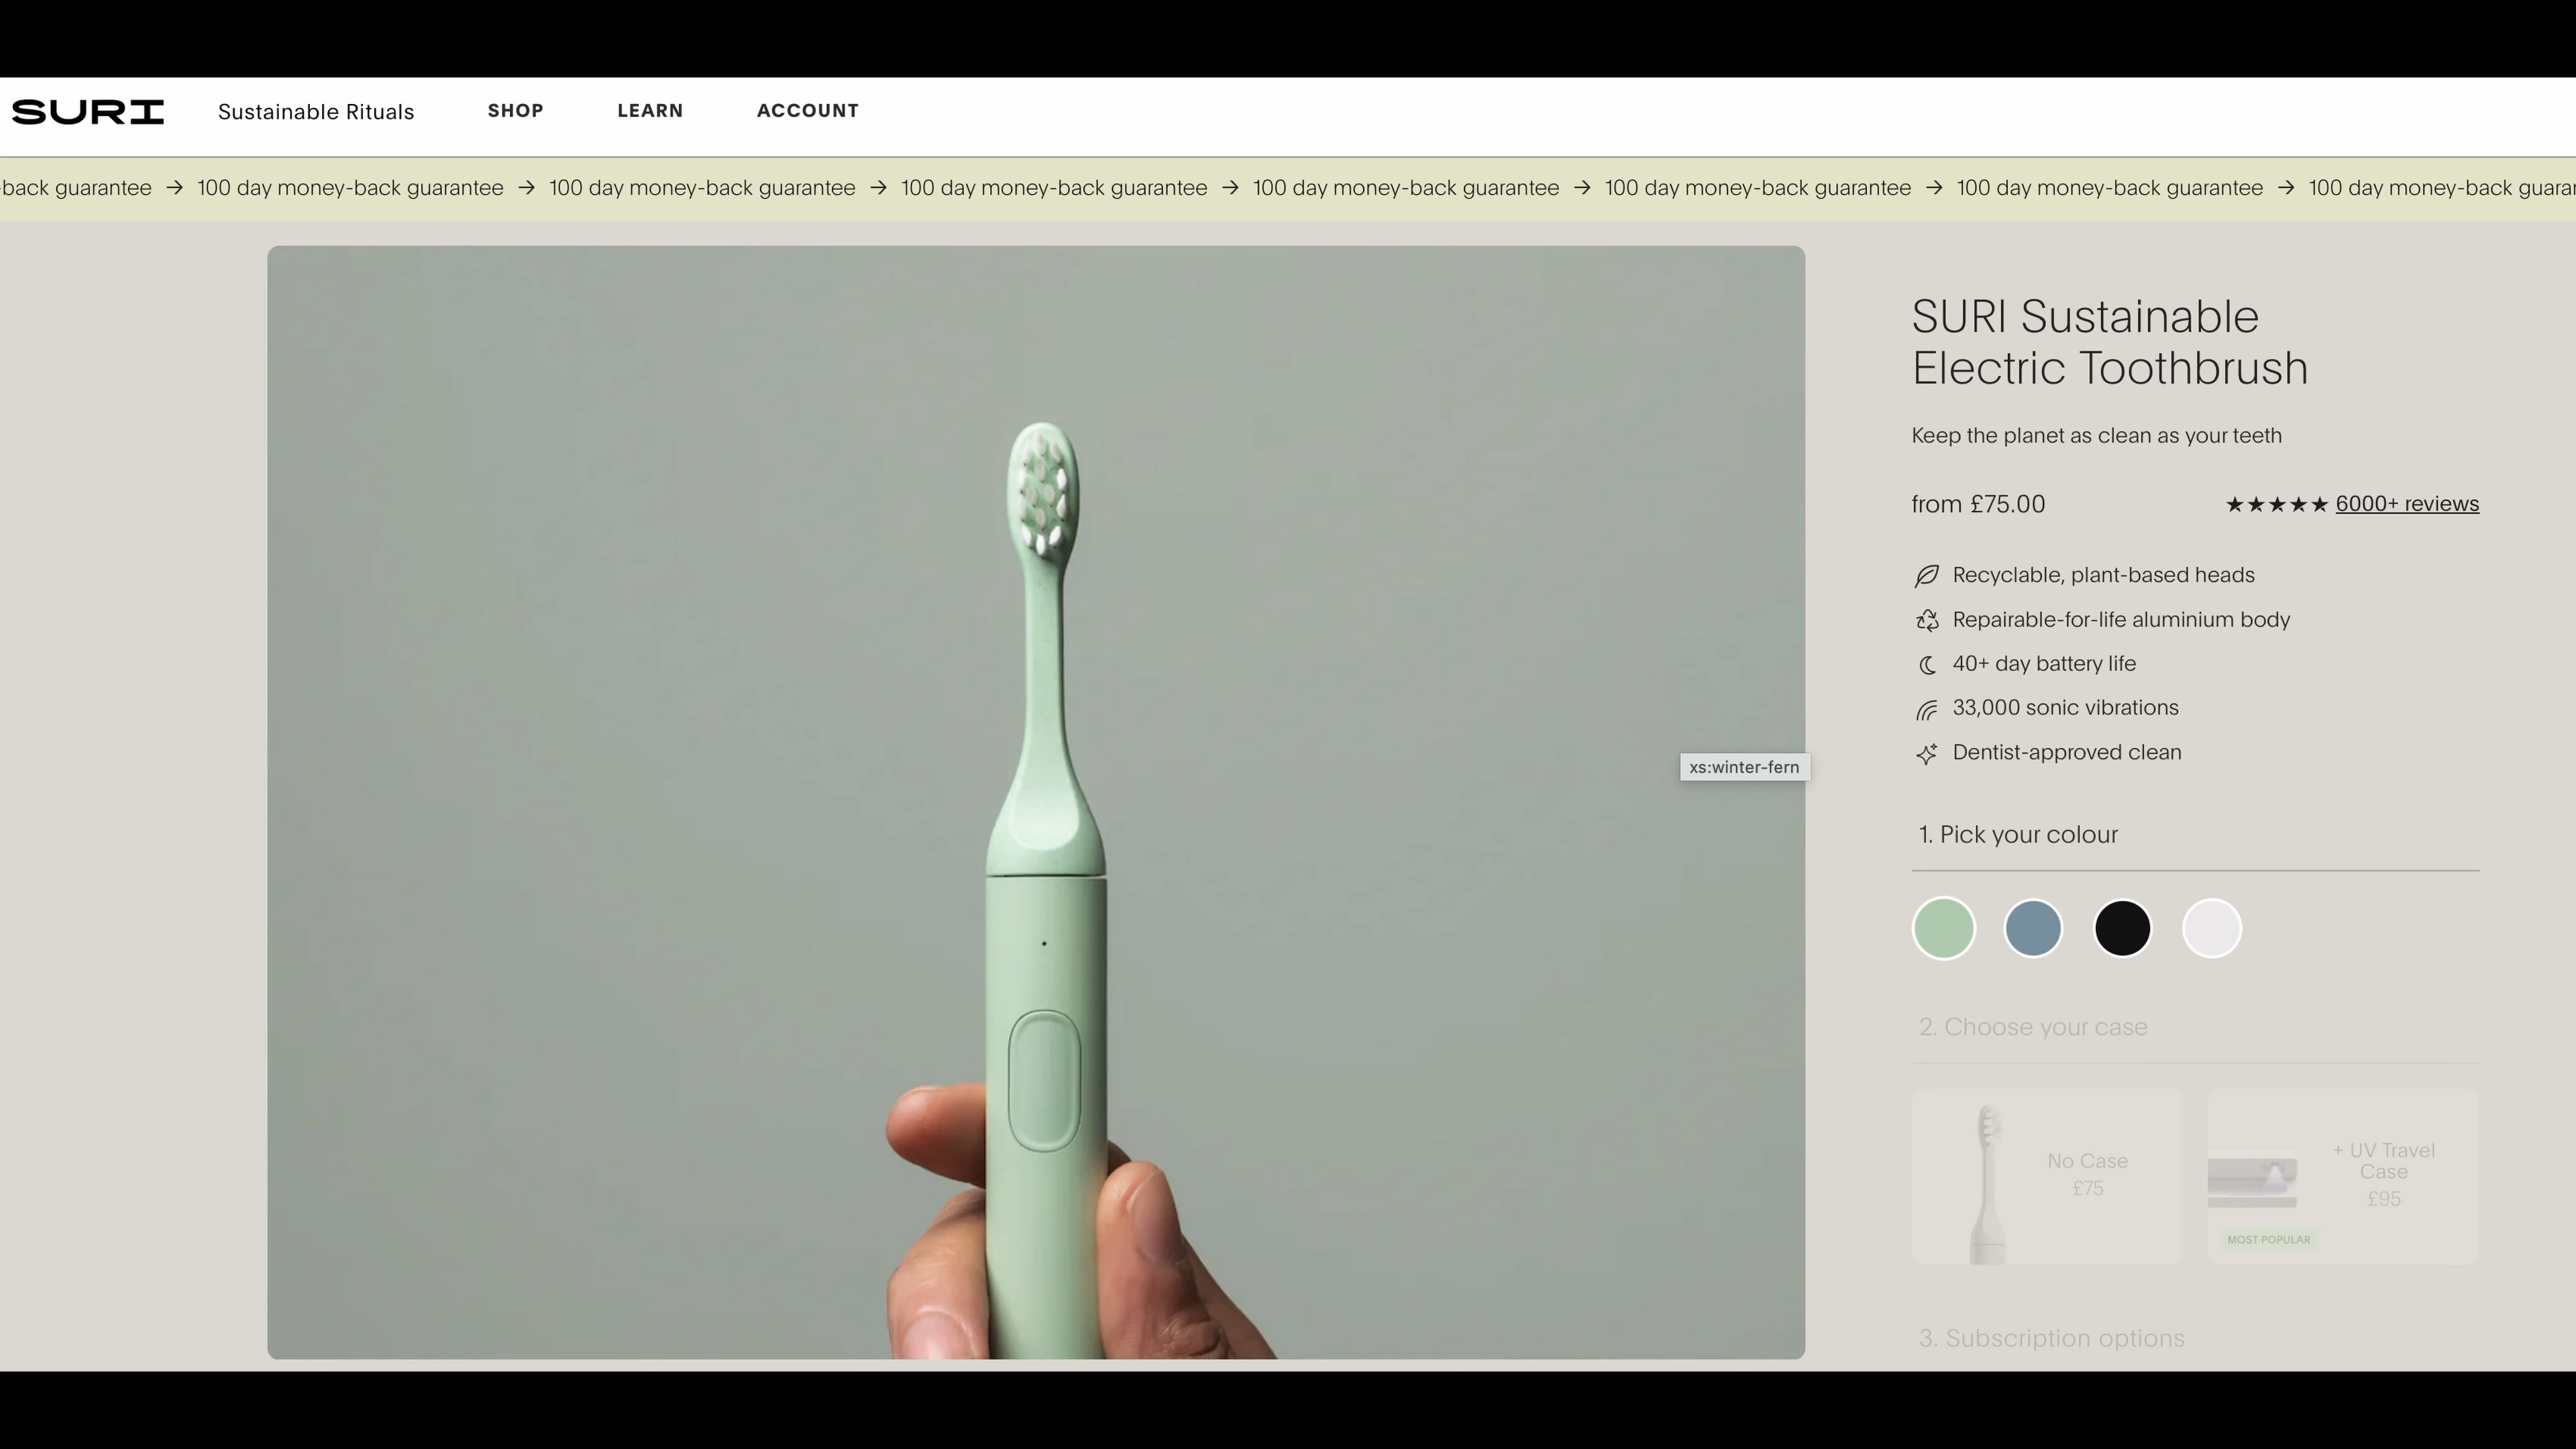 SURI
Sustainable Rituals
SHOP
LEARN
ACCOUNT
-back guarantee → 100 day money-back guarantee → 100 day money-back guarantee → 100 day money-back guarantee → 100 day money-back guarantee → 100 day money-back guarantee → 100 day money-back guarantee → 100 day money-back guaran
SURI Sustainable
Electric Toothbrush
Keep the planet as clean as your teeth
from £75.00
★★★★★ 6000+ reviews
Recyclable, plant-based heads
Repairable-for-life aluminium body
40+ day battery life
33,000 sonic vibrations
Dentist-approved clean
xs:winter-fern
1. Pick your colour
2. Choose your case
No Case
£75
+ UV Travel
Case
£95
MOST POPULAR
3. Subscription options